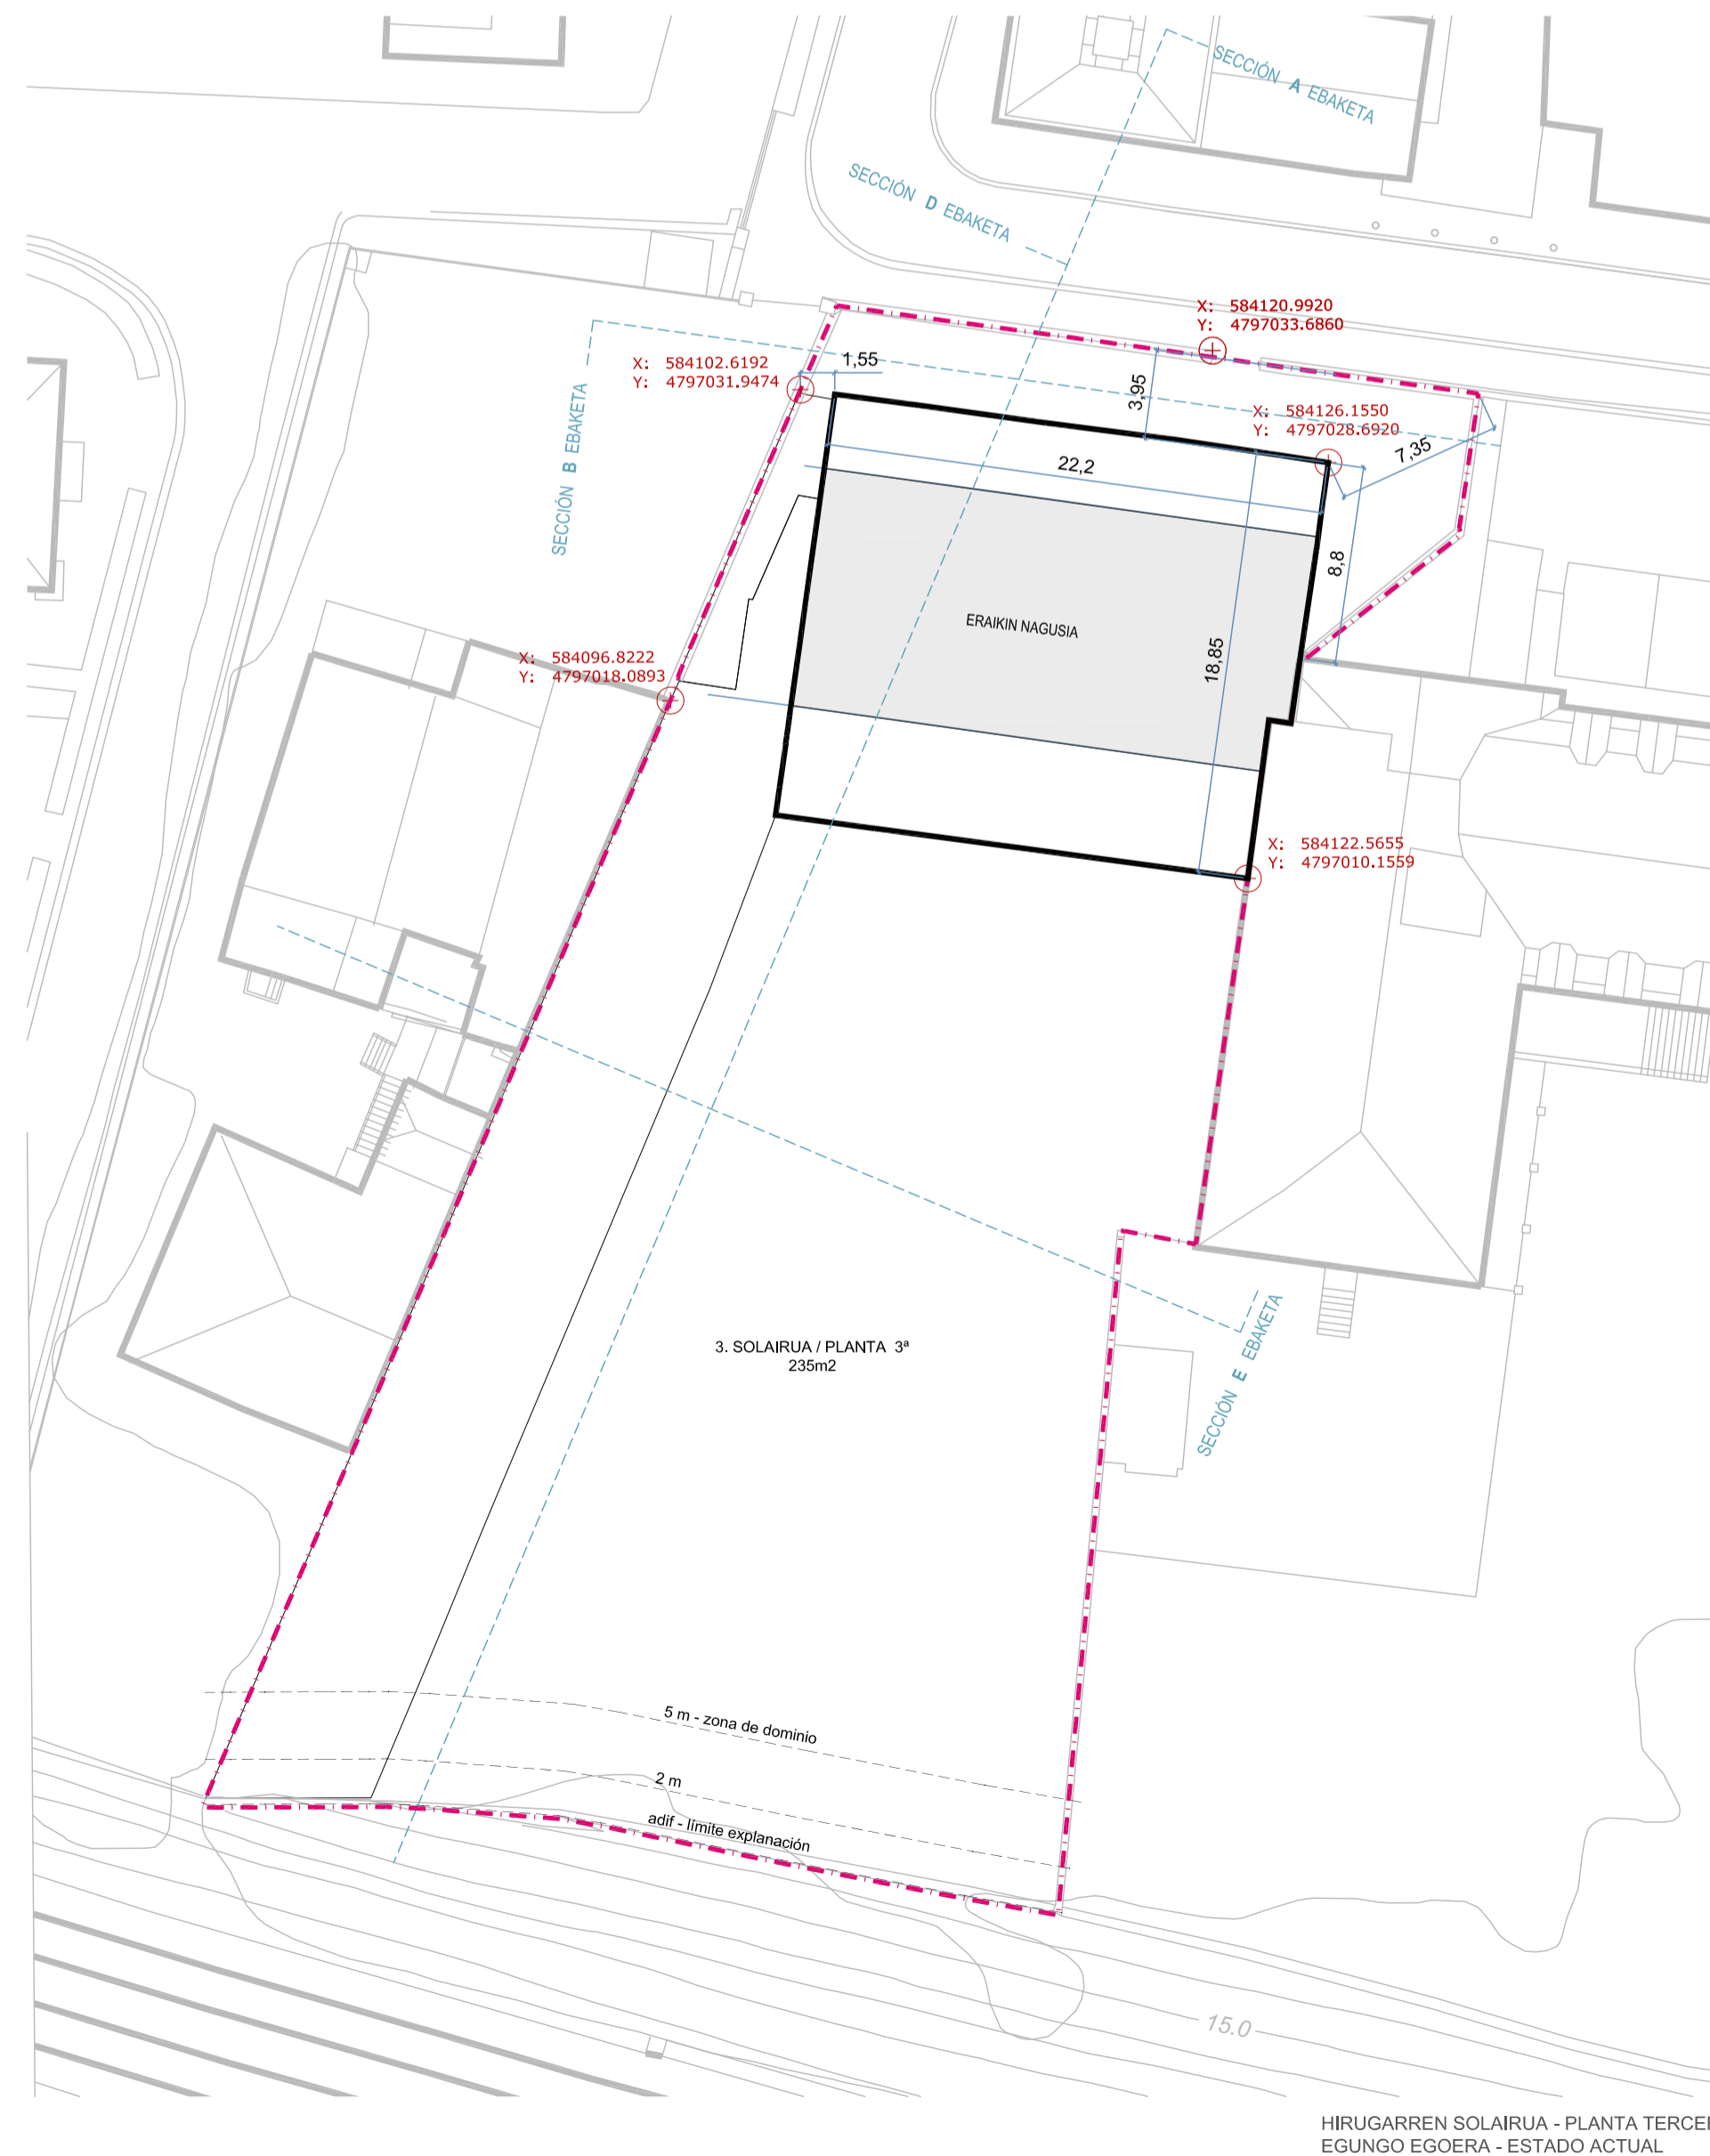 SECCIÓN A EBAKETA
SECCIÓN D EBAKETA
X: 584120.9920
Y: 4797033.6860
X: 584102.6192
Y: 4797031.9474
1,55
3,95
SECCIÓN B EBAKETA
X: 584126.1550
Y: 4797028.6920
7,35
22,2
8,8
ERAIKIN NAGUSIA
18,85
X: 584096.8222
Y: 4797018.0893
X: 584122.5655
Y: 4797010.1559
3. SOLAIRUA / PLANTA 3ª
235m2
SECCIÓN E EBAKETA
5 m - zona de dominio
2 m
adif - límite explanación
15.0
HIRUGARREN SOLAIRUA - PLANTA TERCE
EGUNGO EGOERA - ESTADO ACTUAL